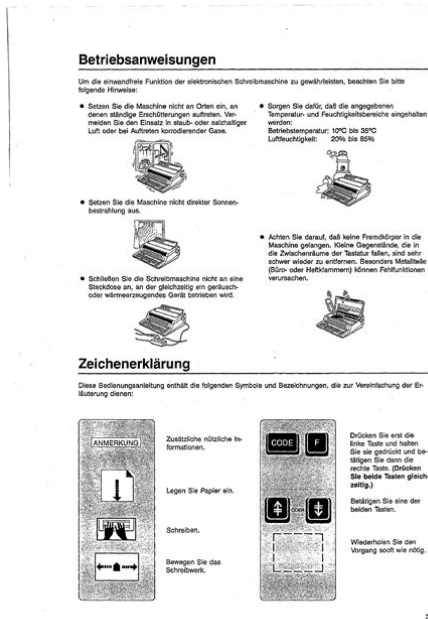 Betriebsanweisungen
Um die einwandfreie Funktion der elektronischen Schreibmaschine zu gewährleisten, beachten Sie bitte
folgende Hinweise:
● Setzen Sie die Maschine nicht an Orten ein, an
denen ständige Erschütterungen auftreten. Ver-
meiden Sie den Einsatz in staub- oder salzhaltiger
Luft oder bei Auftreten korrodierender Gase.
● Setzen Sie die Maschine nicht direkter Sonnen-
bestrahlung aus.
● Schließen Sie die Schreibmaschine nicht an eine
Steckdose an, an der gleichzeitig ein geräusch-
oder wärmeerzeugendes Gerät betrieben wird.
● Sorgen Sie dafür, daß die angegebenen
Temperatur- und Feuchtigkeitsbereiche eingehalten
werden:
Betriebstemperatur: 10°C bis 35°C
Luftfeuchtigkeit: 20% bis 85%
● Achten Sie darauf, daß keine Fremdkörper in die
Maschine gelangen. Kleine Gegenstände, die in
die Zwischenräume der Tastatur fallen, sind sehr
schwer wieder zu entfernen. Besonders Metallteile
(Büro- oder Heftklammern) können Fehlfunktionen
verursachen.
Zeichenerklärung
Diese Bedienungsanleitung enthält die folgenden Symbole und Bezeichnungen, die zur Vereinfachung der Er-
läuterung dienen:
ANMERKUNG
Zusätzliche nützliche In-
formationen.
Legen Sie Papier ein.
Schreiben.
Bewegen Sie das
Schreibwerk.
CODE F
Drücken Sie erst die
linke Taste und halten
Sie sie gedrückt und be-
tätigen Sie dann die
rechte Taste. (Drücken
Sie beide Tasten gleich-
zeitig.)
ODER
Betätigen Sie eine der
beiden Tasten.
Wiederholen Sie den
Vorgang sooft wie nötig.